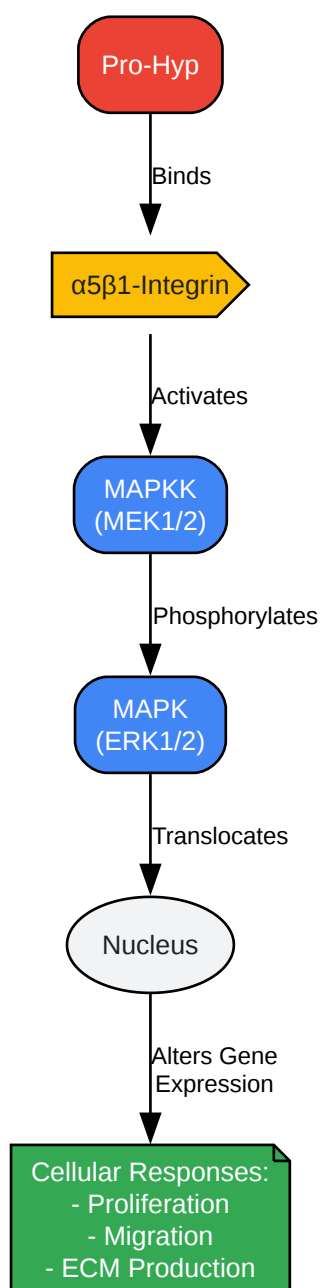 Pro-Hyp
Binds
α5β1-Integrin
Activates
MAPKK
(MEK1/2)
Phosphorylates
MAPK
(ERK1/2)
Translocates
Nucleus
Alters Gene
Expression
Cellular Responses:
- Proliferation
- Migration
- ECM Production